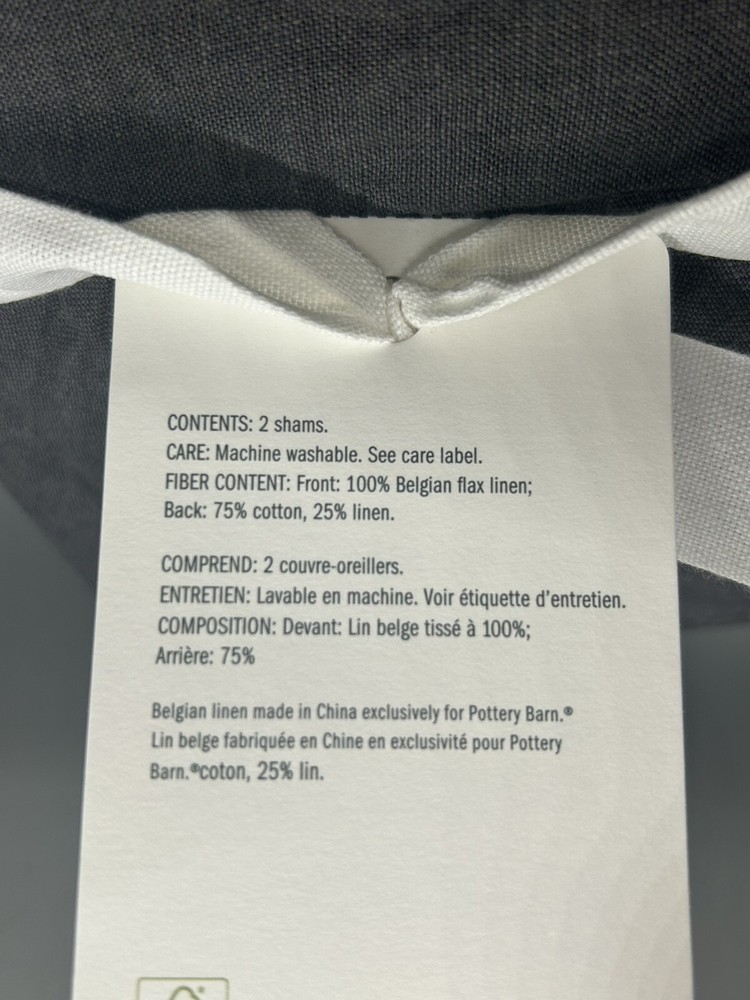 CONTENTS: 2 shams.
CARE: Machine washable. See care label.
FIBER CONTENT: Front: 100% Belgian flax linen;
Back: 75% cotton, 25% linen.
COMPREND: 2 couvre-oreillers.
ENTRETIEN: Lavable en machine. Voir étiquette d'entretien.
COMPOSITION: Devant: Lin belge tissé à 100%;
Arrière: 75%
Belgian linen made in China exclusively for Pottery Barn.®
Lin belge fabriquée en Chine en exclusivité pour Pottery
Barn.®coton, 25% lin.